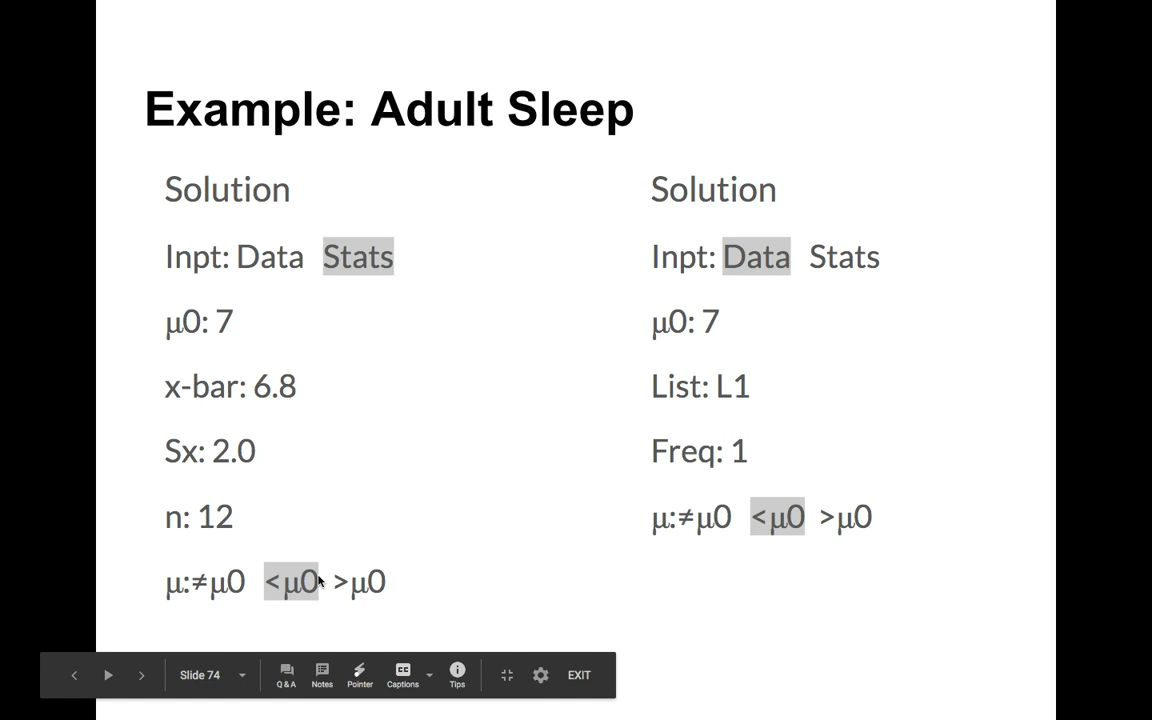 Example: Adult Sleep
Solution
Inpt: Data Stats
μ0: 7
x-bar: 6.8
Sx: 2.0
n: 12
μ:≠μ0 <μ0 >μ0
Solution
Inpt: Data Stats
μ0: 7
List: L1
Freq: 1
μ:≠μ0 <μ0 >μ0
Slide 74
Q & A
Notes
Pointer
CC
Captions
Tips
EXIT